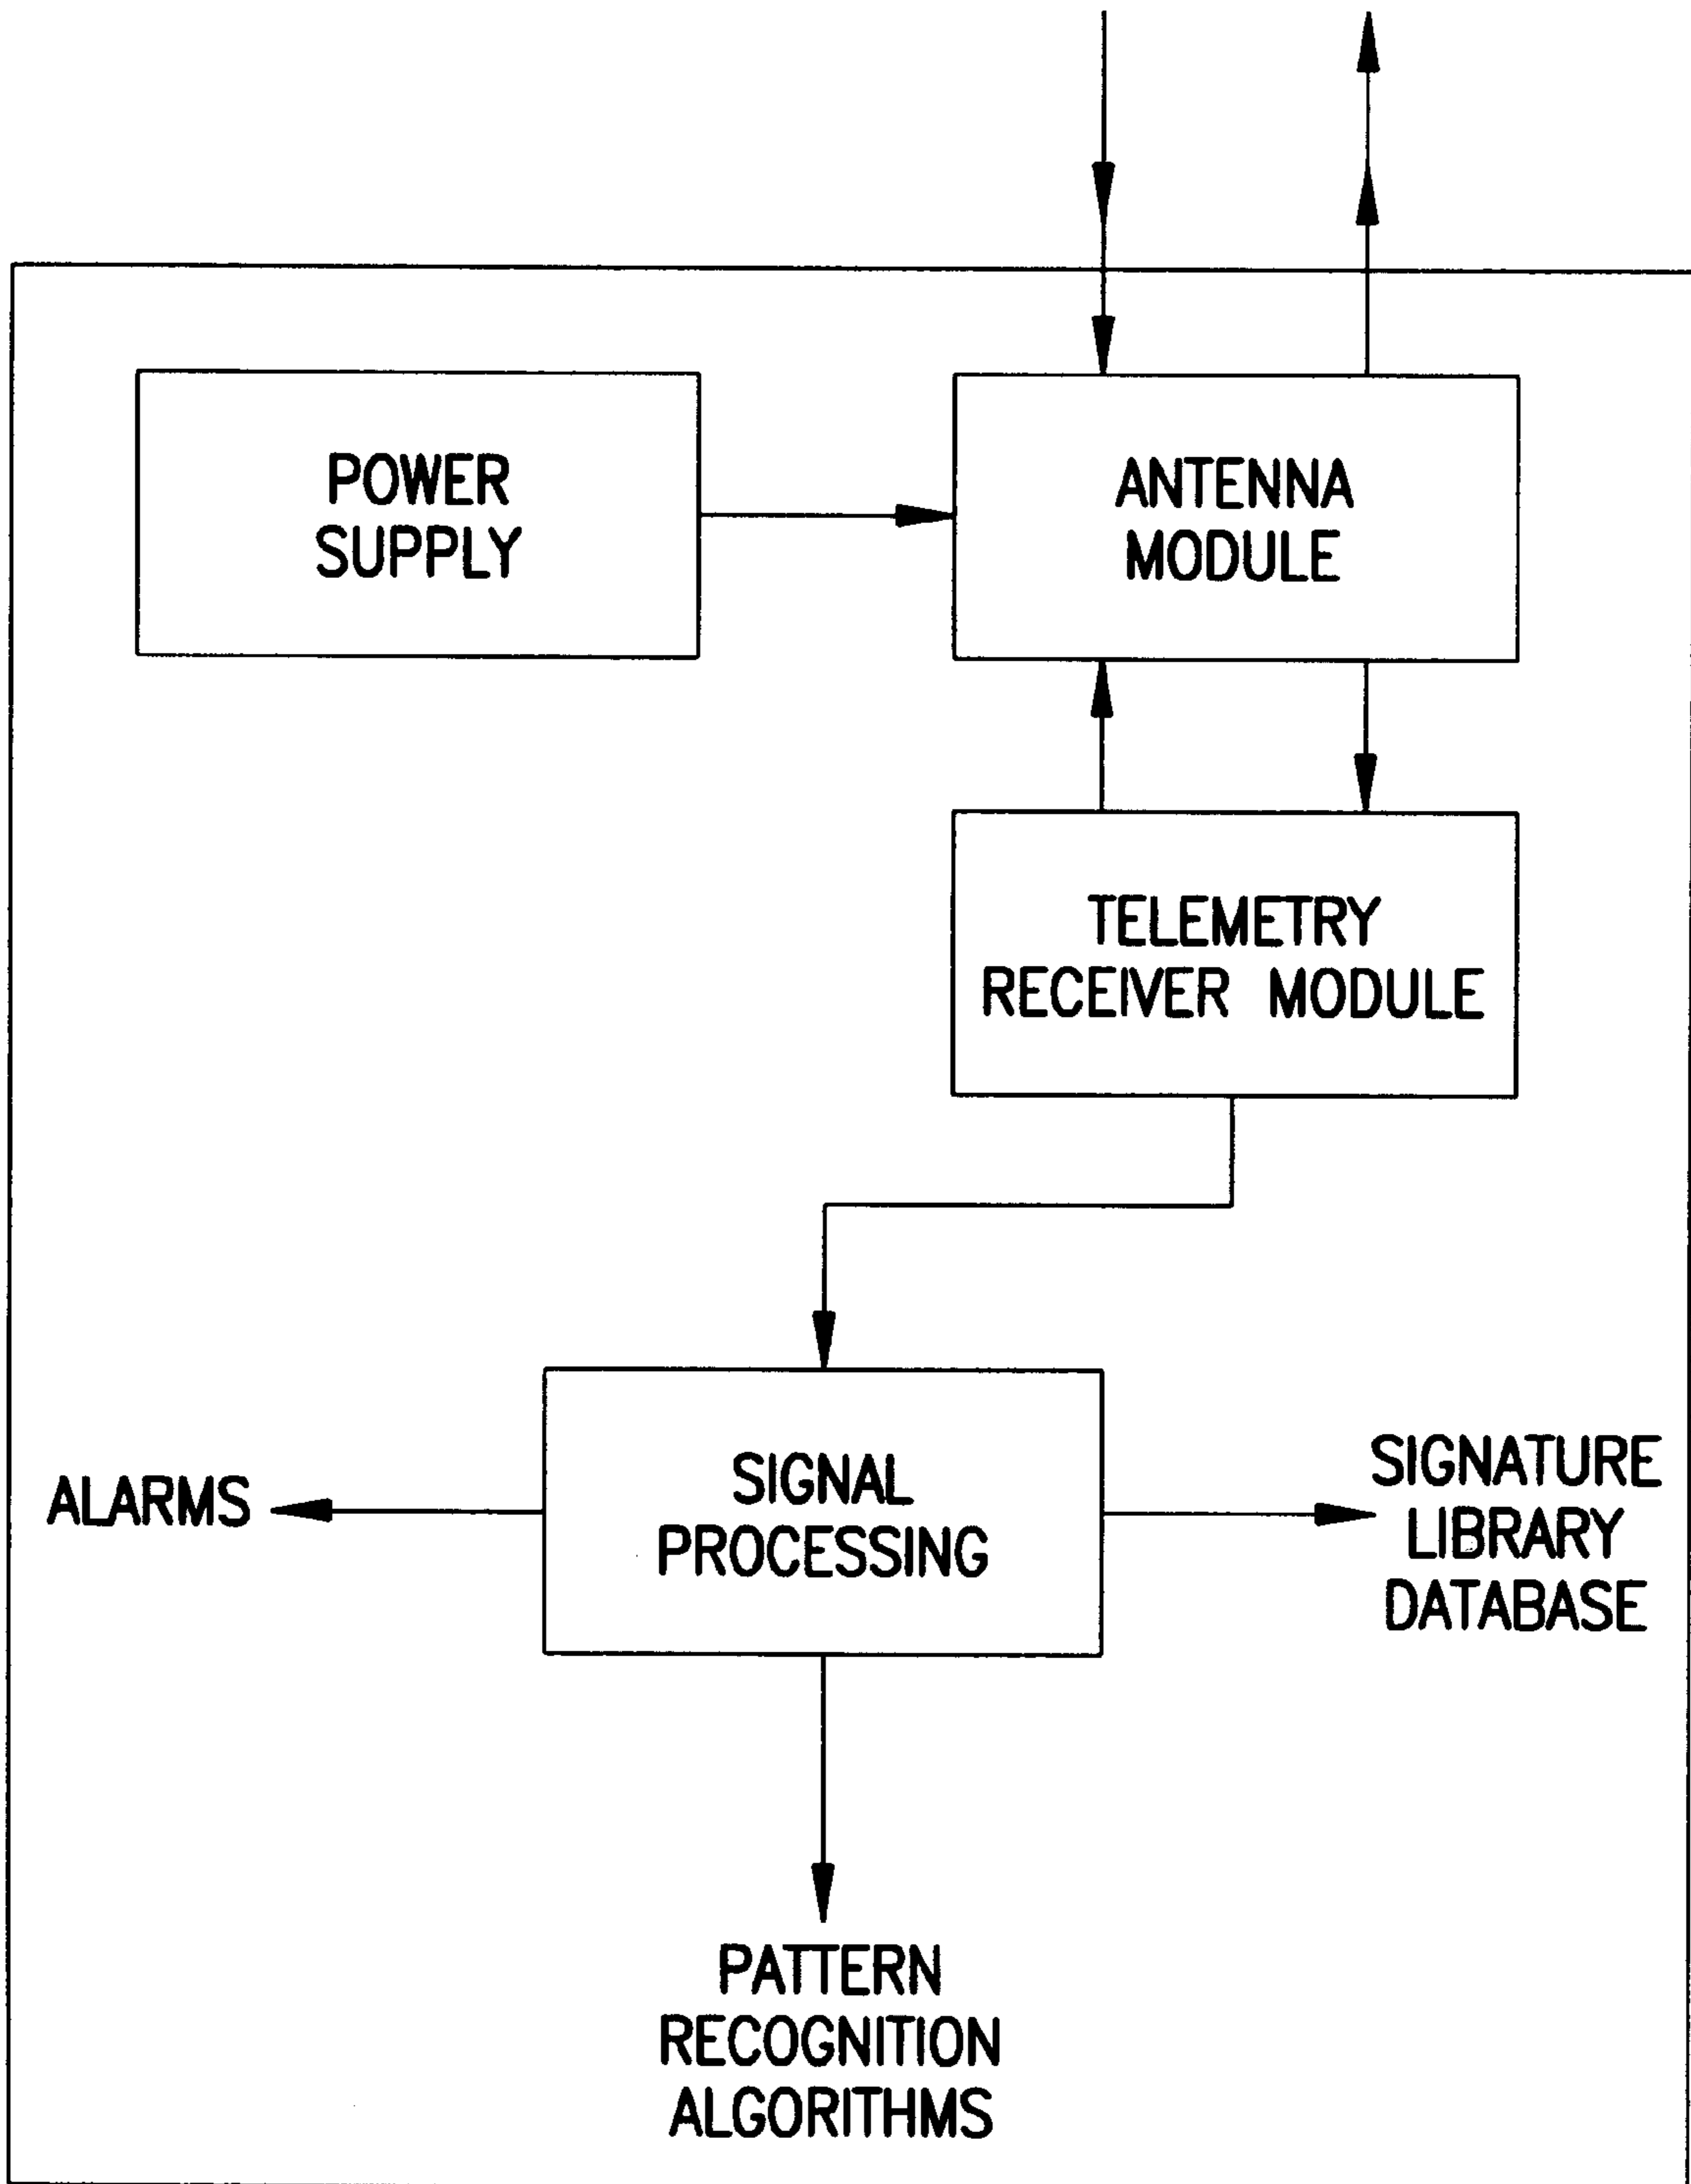 POWER
SUPPLY
ANTENNA
MODULE
TELEMETRY
RECEIVER MODULE
SIGNAL
PROCESSING
ALARMS
SIGNATURE
LIBRARY
DATABASE
PATTERN
RECOGNITION
ALGORITHMS